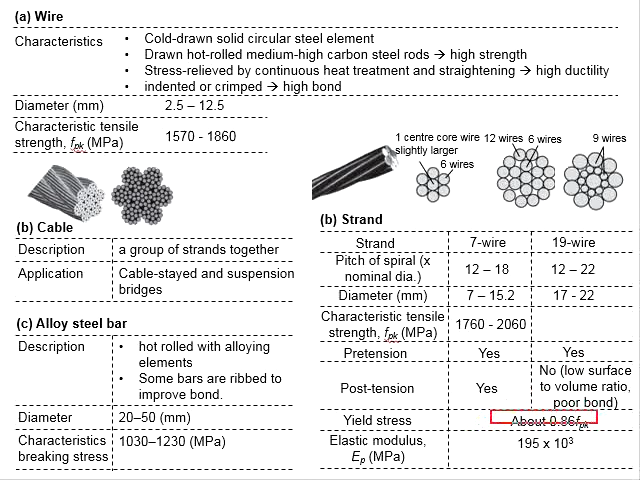 (a) Wire
Characteristics
• Cold-drawn solid circular steel element
• Drawn hot-rolled medium-high carbon steel rods → high strength
• Stress-relieved by continuous heat treatment and straightening → high ductility
• indented or crimped → high bond
Diameter (mm) 2.5 – 12.5
Characteristic tensile
strength, fpk (MPa) 1570 - 1860
1 centre core wire
slightly larger
6 wires
12 wires 6 wires
9 wires
(b) Cable
Description a group of strands together
Application Cable-stayed and suspension
bridges
(c) Alloy steel bar
Description • hot rolled with alloying
elements
• Some bars are ribbed to
improve bond.
Diameter 20–50 (mm)
Characteristics 1030–1230 (MPa)
breaking stress
(b) Strand
Strand 7-wire 19-wire
Pitch of spiral (x
nominal dia.) 12 – 18 12 – 22
Diameter (mm) 7 – 15.2 17 - 22
Characteristic tensile
strength, fpk (MPa) 1760 - 2060
Pretension Yes Yes
Post-tension Yes No (low surface
to volume ratio,
poor bond)
Yield stress About 0.86fpk
Elastic modulus,
Ep (MPa) 195 x 10³